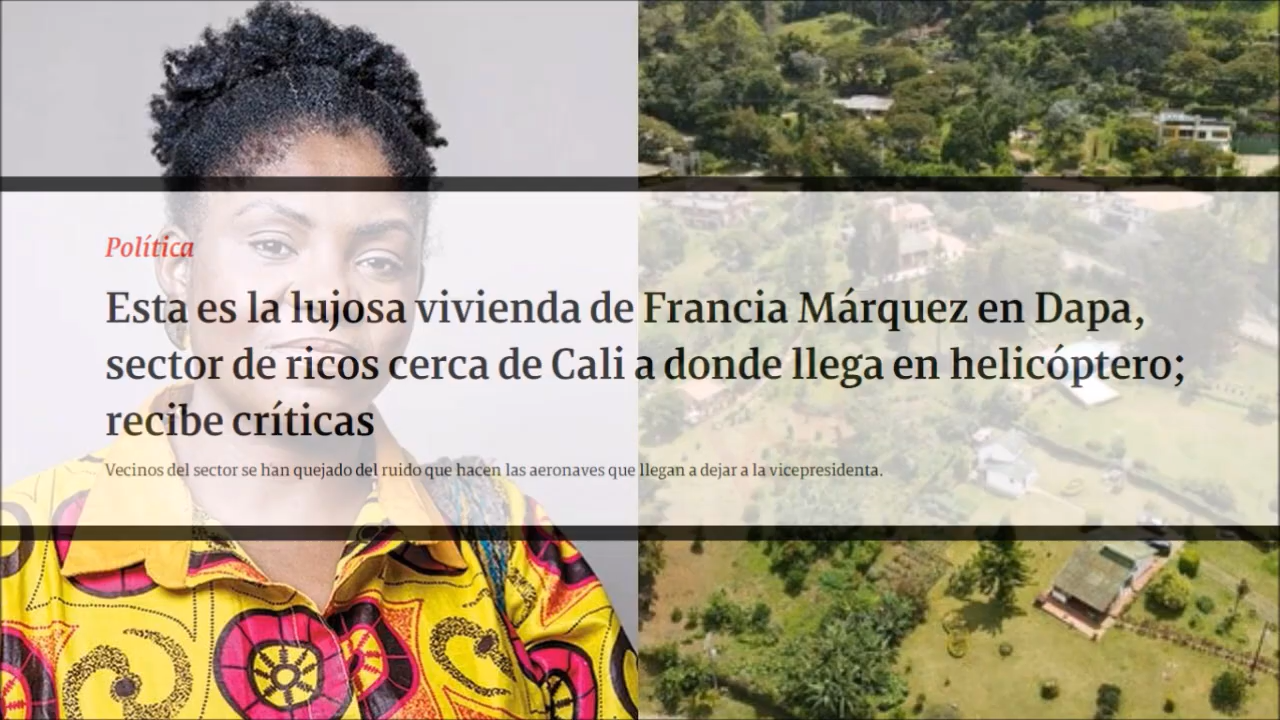 Política
Esta es la lujosa vivienda de Francia Márquez en Dapa,
sector de ricos cerca de Cali a donde llega en helicóptero;
recibe críticas
Vecinos del sector se han quejado del ruido que hacen las aeronaves que llegan a dejar a la vicepresidenta.